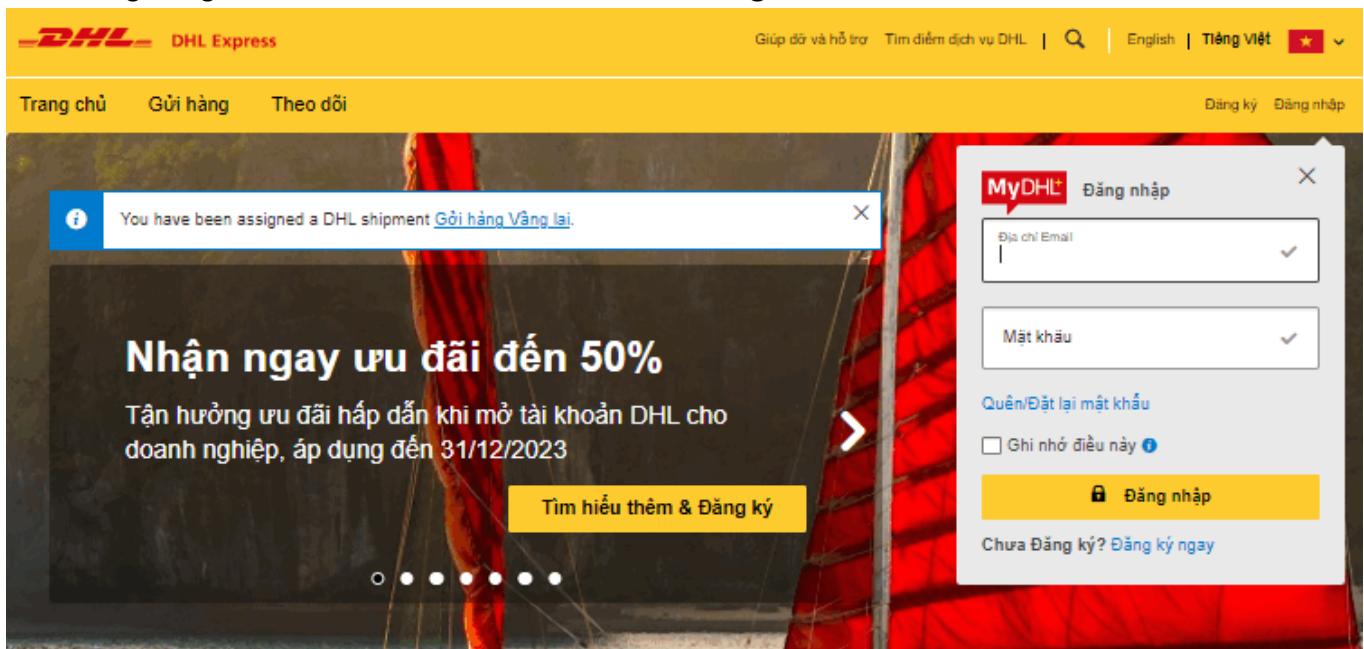 DHL DHL Express
Giúp đỡ và hỗ trợ Tìm điểm dịch vụ DHL | English | Tiếng Việt
Trang chủ Gửi hàng Theo dõi Đăng ký Đăng nhập
MyDHL+ Đăng nhập
You have been assigned a DHL shipment Gởi hàng Vãng lai.
Địa chỉ Email
Mật khẩu
Nhận ngay ưu đãi đến 50%
Tận hưởng ưu đãi hấp dẫn khi mở tài khoản DHL cho
doanh nghiệp, áp dụng đến 31/12/2023
Tìm hiểu thêm & Đăng ký
Quên/Đặt lại mật khẩu
Ghi nhớ điều này
Đăng nhập
Chưa Đăng ký? Đăng ký ngay